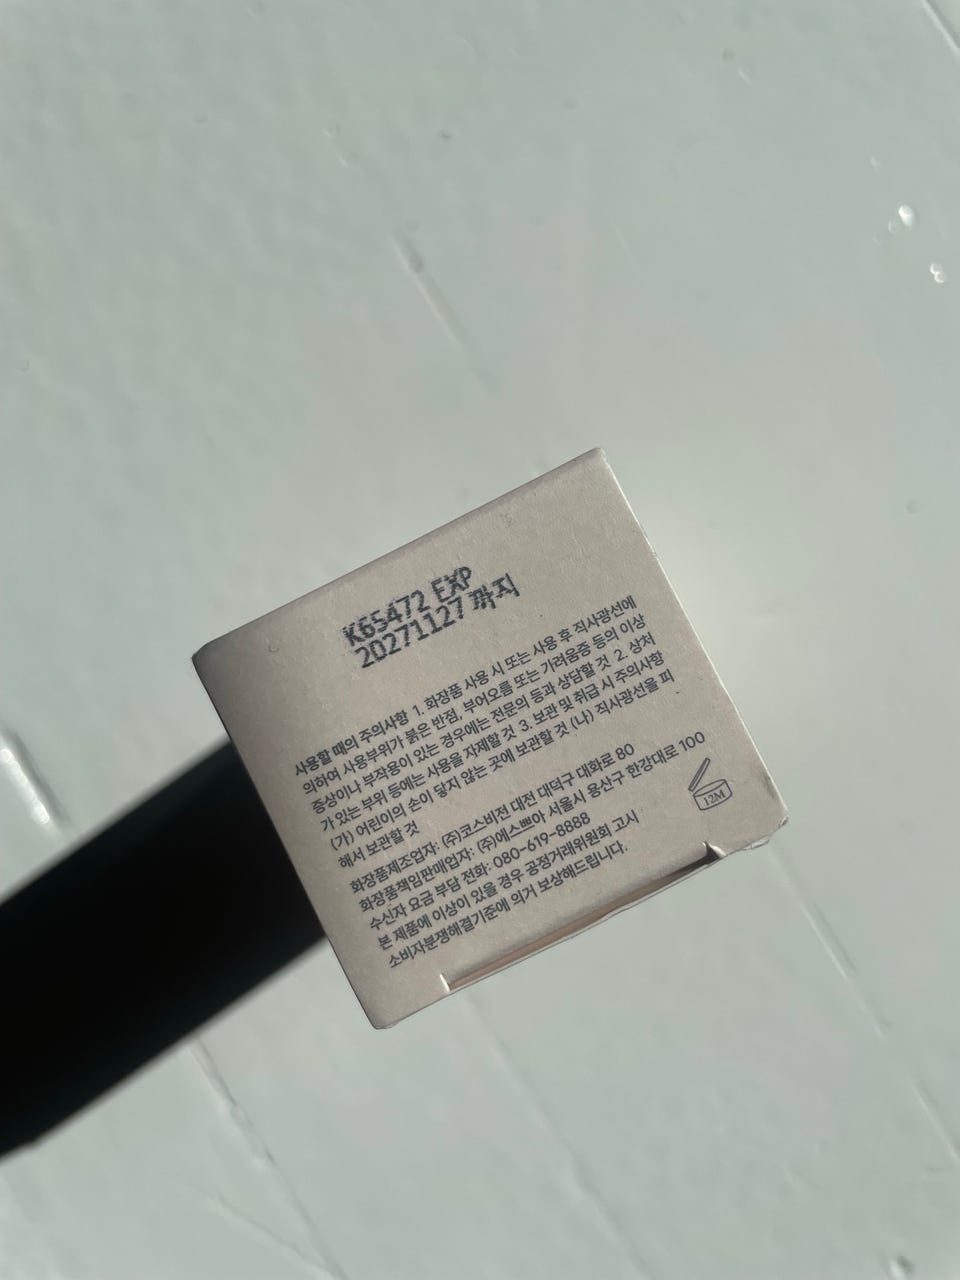 K65472 EXP
20271127 까지
사용할 때의 주의사항 1. 화장품 사용 시 또는 사용 후 직사광선에
의하여 사용부위가 붉은 반점, 부어오름 또는 가려움증 등의 이상
증상이나 부작용이 있는 경우에는 전문의 등과 상담할 것 2. 상처
가 있는 부위 등에는 사용을 자제할 것 3. 보관 및 취급 시 주의사항
(가) 어린이의 손이 닿지 않는 곳에 보관할 것 (나) 직사광선을 피
해서 보관할 것
화장품제조업자: (주)코스비전 대전 대덕구 대화로 80
화장품책임판매업자: (주)에스쁘아 서울시 용산구 한강대로 100
수신자 요금 부담 전화: 080-619-8888
본 제품에 이상이 있을 경우 공정거래위원회 고시
소비자분쟁해결기준에 의거 보상해드립니다.
12M